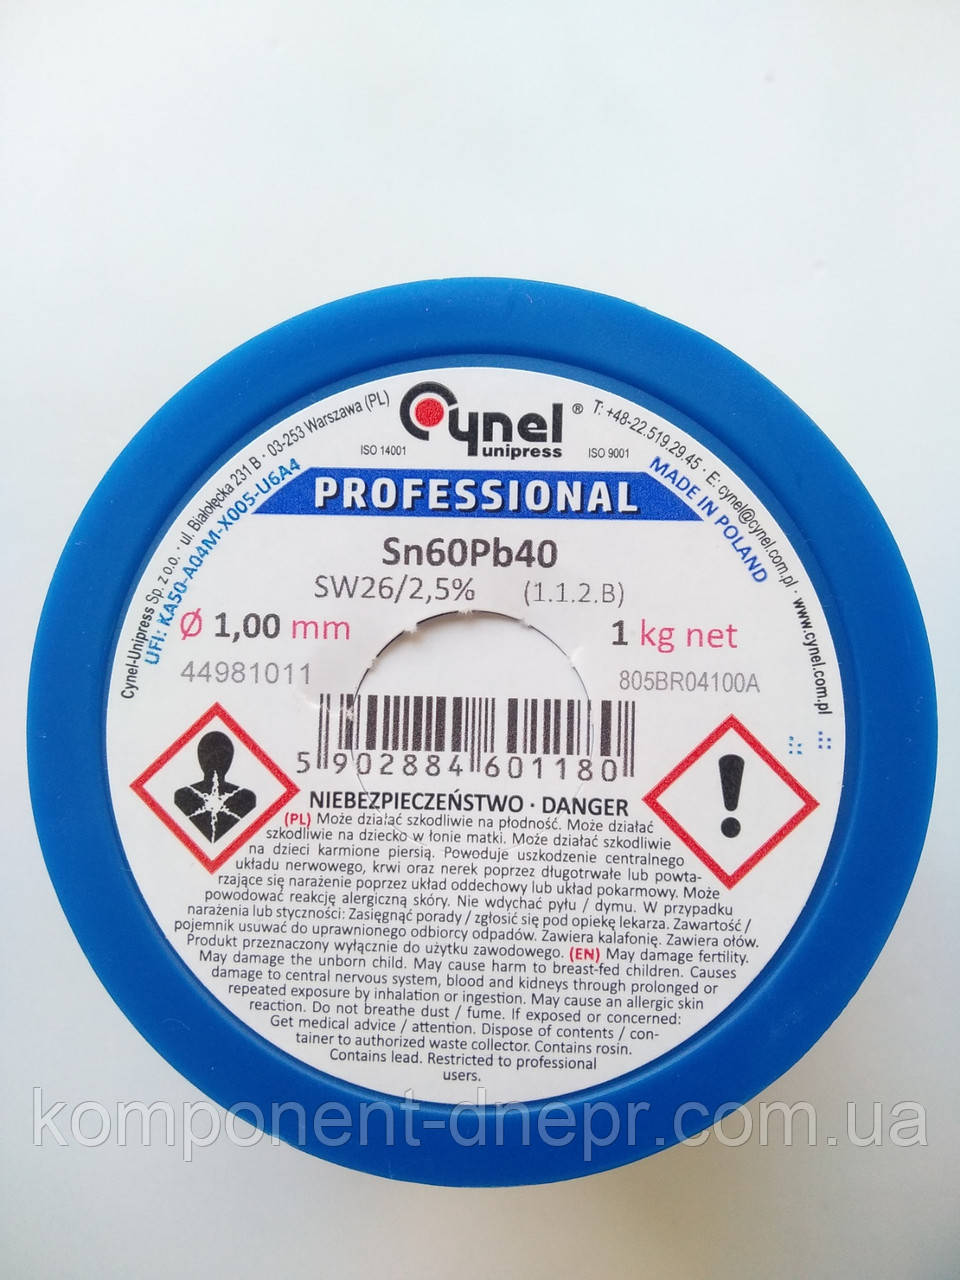 Cynel-Unipress Sp. z o.o. · ul. Białołęcka 231 B · 03-253 Warszawa (PL)
UFI: KA50-A04M-X005-U6A4
Cynel®
unipress
ISO 14001
ISO 9001
T: +48-22.519.29.45 · E: cynel@cynel.com.pl · www.cynel.com.pl
MADE IN POLAND
PROFESSIONAL
Sn60Pb40
SW26/2,5% (1.1.2.B)
Ø 1,00 mm
1 kg net
44981011
805BR04100A
5 902884 601180
NIEBEZPIECZEŃSTWO · DANGER
(PL) Może działać szkodliwie na płodność. Może działać
szkodliwie na dziecko w łonie matki. Może działać szkodliwie
na dzieci karmione piersią. Powoduje uszkodzenie centralnego
układu nerwowego, krwi oraz nerek poprzez długotrwałe lub powta-
rzające się narażenie poprzez układ oddechowy lub układ pokarmowy. Może
powodować reakcję alergiczną skóry. Nie wdychać pyłu / dymu. W przypadku
narażenia lub styczności: Zasięgnąć porady / zgłosić się pod opiekę lekarza. Zawartość /
pojemnik usuwać do uprawnionego odbiorcy odpadów. Zawiera kalafonię. Zawiera ołów.
Produkt przeznaczony wyłącznie do użytku zawodowego. (EN) May damage fertility.
May damage the unborn child. May cause harm to breast-fed children. Causes
damage to central nervous system, blood and kidneys through prolonged or
repeated exposure by inhalation or ingestion. May cause an allergic skin
reaction. Do not breathe dust / fume. If exposed or concerned:
Get medical advice / attention. Dispose of contents / con-
tainer to authorized waste collector. Contains rosin.
Contains lead. Restricted to professional
users.
komponent-dnepr.com.ua